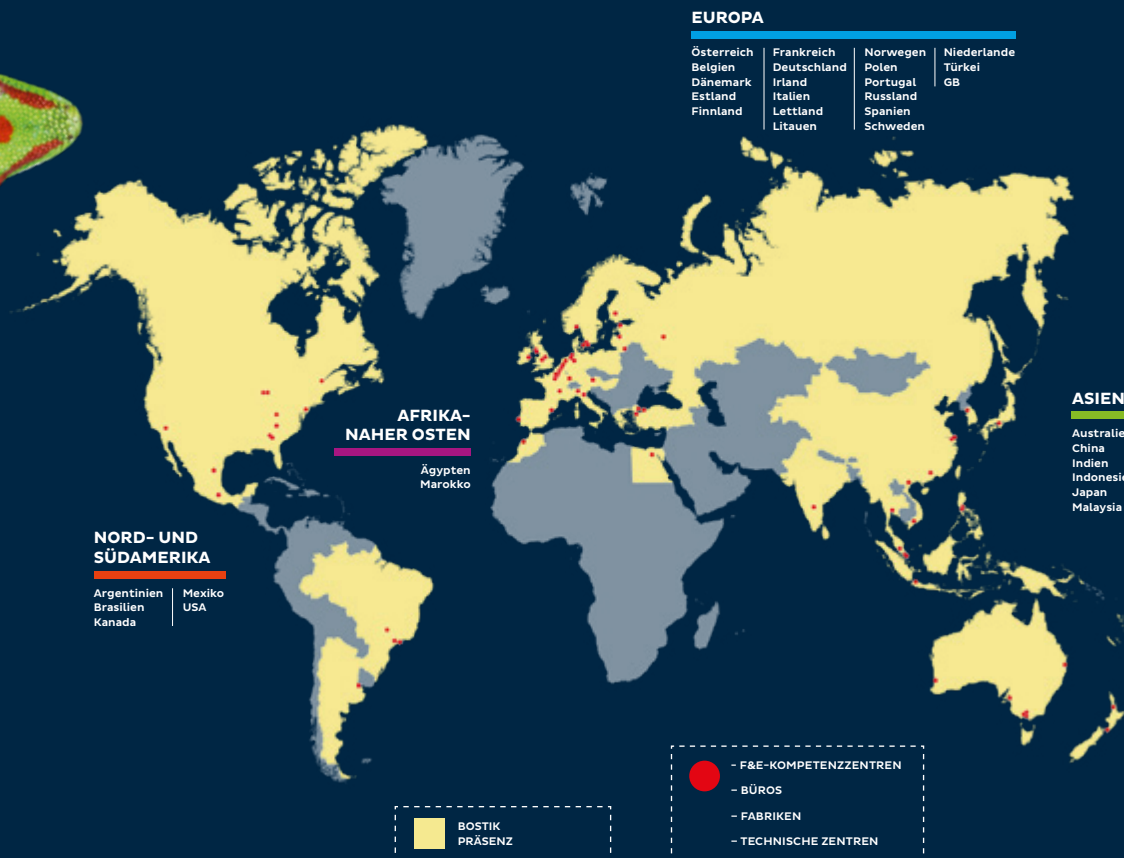 EUROPA
Österreich
Belgien
Dänemark
Estland
Finnland
Frankreich
Deutschland
Irland
Italien
Lettland
Litauen
Norwegen
Polen
Portugal
Russland
Spanien
Schweden
Niederlande
Türkei
GB
AFRIKA-
NAHER OSTEN
Ägypten
Marokko
ASIEN
Australie
China
Indien
Indonesie
Japan
Malaysia
NORD- UND
SÜDAMERIKA
Argentinien
Brasilien
Kanada
Mexiko
USA
BOSTIK
PRÄSENZ
- F&E-KOMPETENZZENTREN
- BÜROS
- FABRIKEN
- TECHNISCHE ZENTREN